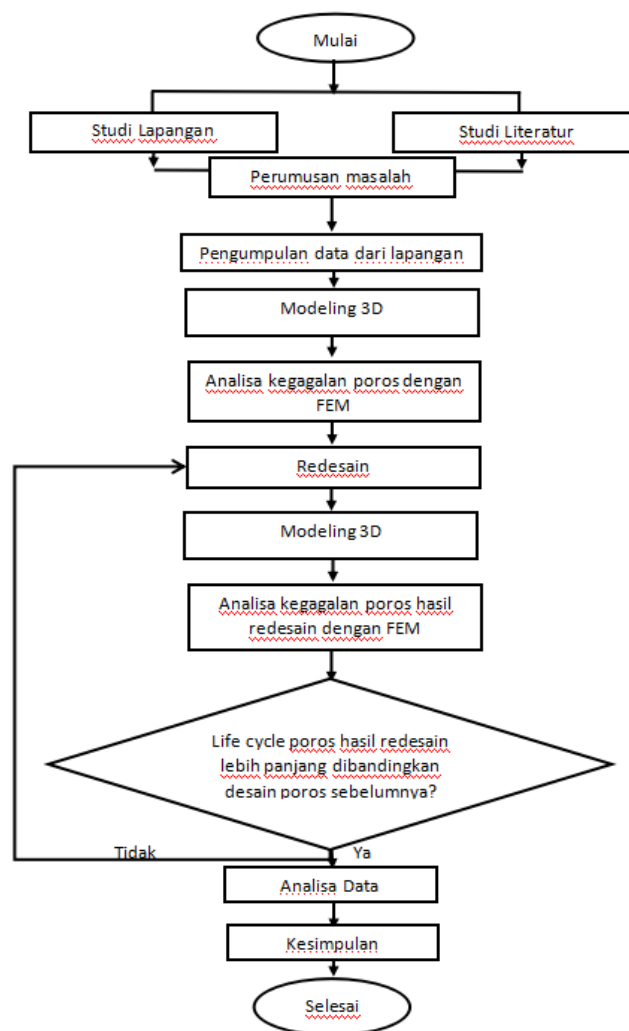 Mulai
Studi Lapangan
Studi Literatur
Perumusan masalah
Pengumpulan data dari lapangan
Modeling 3D
Analisa kegagalan poros dengan
FEM
Redesain
Modeling 3D
Analisa kegagalan poros hasil
redesain dengan FEM
Life cycle poros hasil redesain
lebih panjang dibandingkan
desain poros sebelumnya?
Tidak
Ya
Analisa Data
Kesimpulan
Selesai